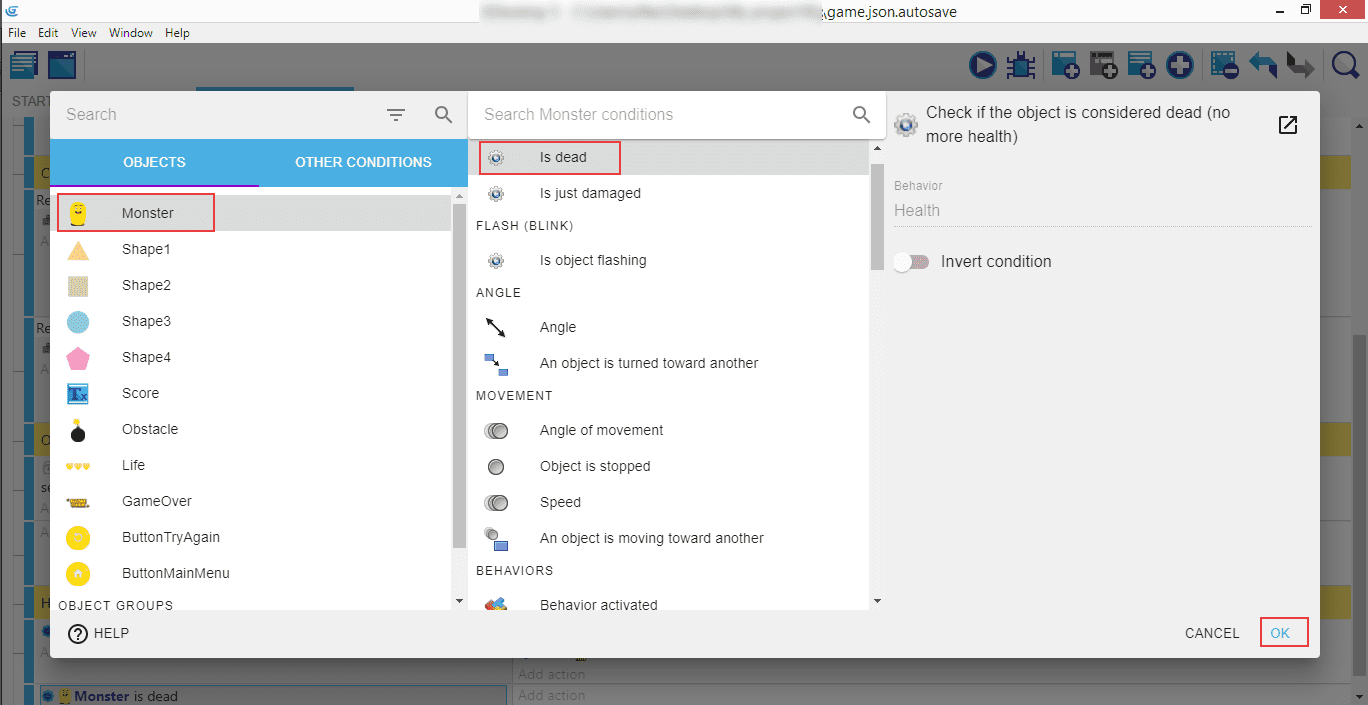 \game.json.autosave
File Edit View Window Help
START
Search
Search Monster conditions
Check if the object is considered dead (no
more health)
OBJECTS
OTHER CONDITIONS
Behavior
Health
Invert condition
Monster
Shape1
Shape2
Shape3
Shape4
Score
Obstacle
Life
GameOver
ButtonTryAgain
ButtonMainMenu
OBJECT GROUPS
Is dead
Is just damaged
FLASH (BLINK)
Is object flashing
ANGLE
Angle
An object is turned toward another
MOVEMENT
Angle of movement
Object is stopped
Speed
An object is moving toward another
BEHAVIORS
Behavior activated
HELP
CANCEL
OK
Add action
Monster is dead
Add action